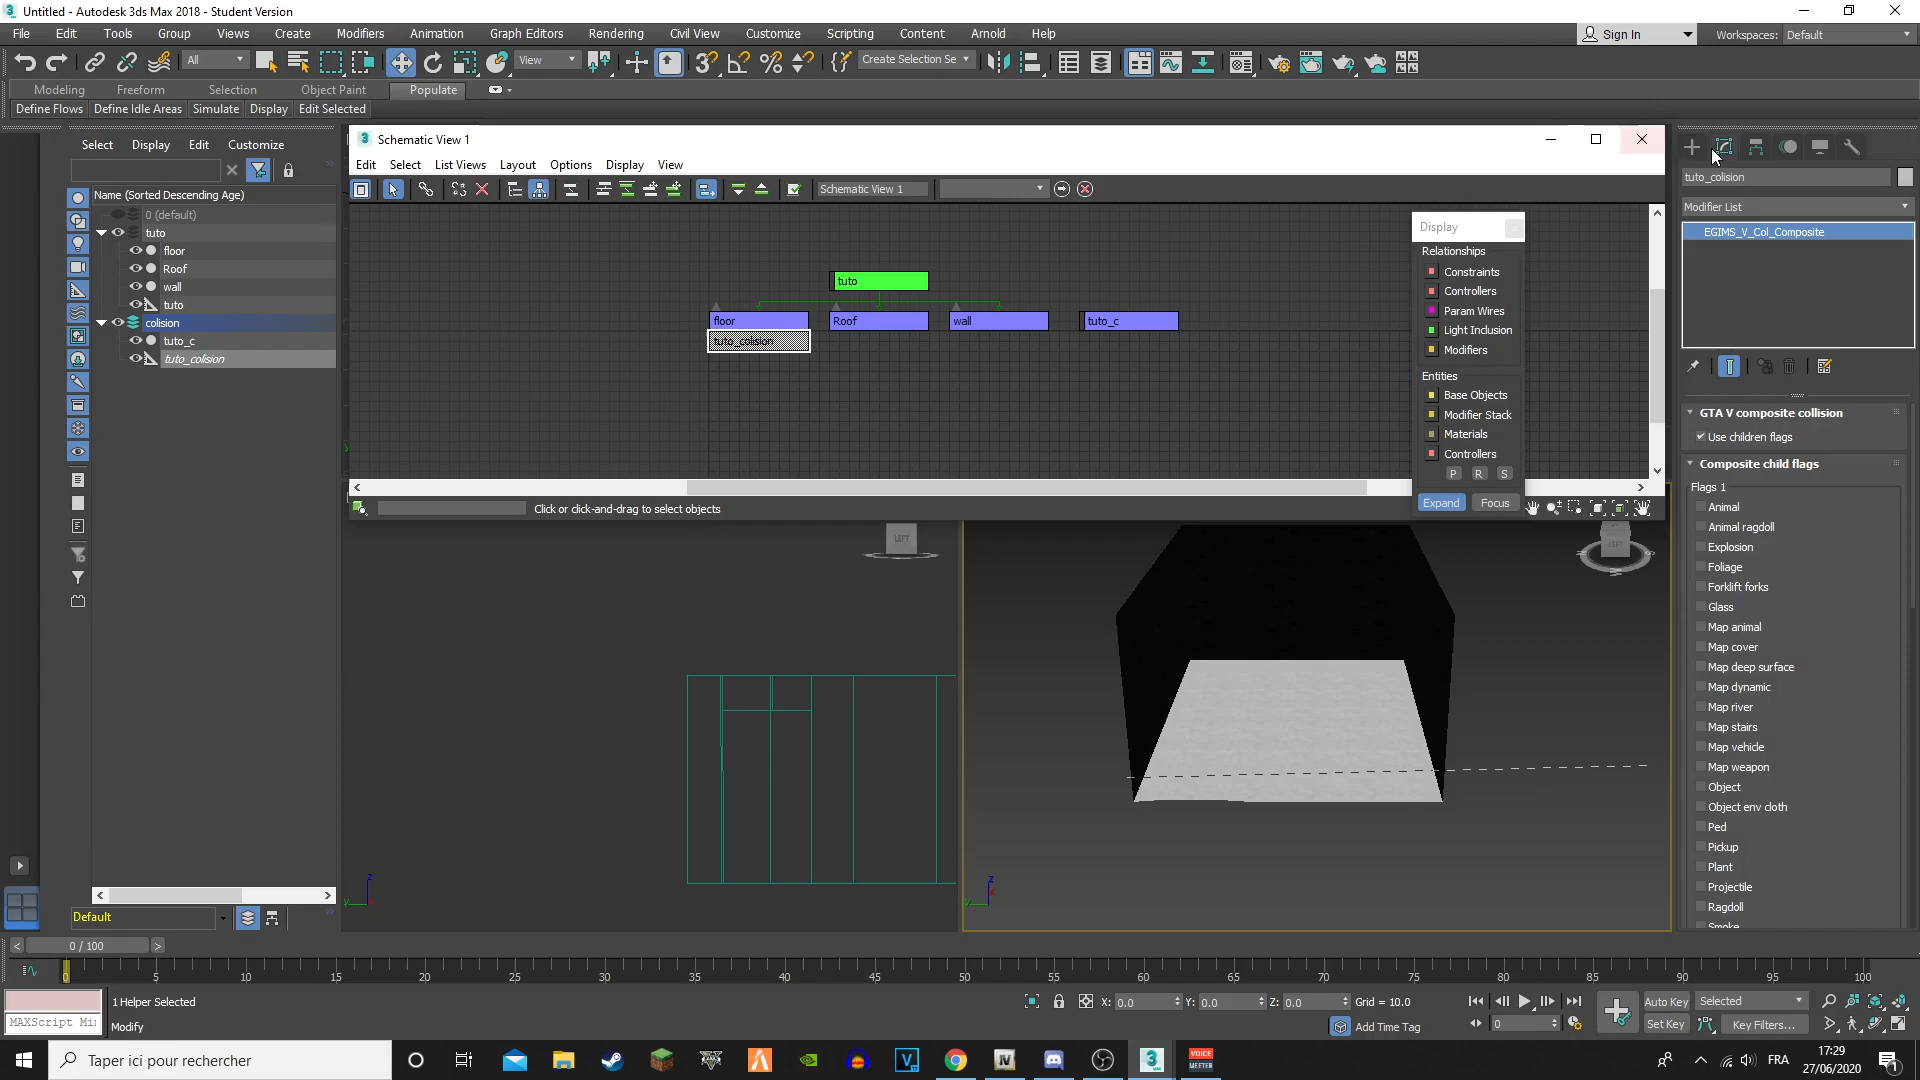 Untitled - Autodesk 3ds Max 2018 - Student Version
File Edit Tools Group Views Create Modifiers Animation Graph Editors Rendering Civil View Customize Scripting Content Arnold Help
Sign In Workspaces: Default
All View Create Selection Se
Modeling Freeform Selection Object Paint Populate
Define Flows Define Idle Areas Simulate Display Edit Selected
Select Display Edit Customize
Name (Sorted Descending Age)
0 (default)
tuto
floor
Roof
wall
tuto
colision
tuto_c
tuto_colision
Default
Schematic View 1
Edit Select List Views Layout Options Display View
Schematic View 1
tuto
floor Roof wall tuto_c
tuto_colision
Display
Relationships
Constraints
Controllers
Param Wires
Light Inclusion
Modifiers
Entities
Base Objects
Modifier Stack
Materials
Controllers
P R S
Expand Focus
Click or click-and-drag to select objects
LEFT
LEFT
z
y
z
y
tuto_colision
Modifier List
EGIMS_V_Col_Composite
GTA V composite collision
Use children flags
Composite child flags
Flags 1
Animal
Animal ragdoll
Explosion
Foliage
Forklift forks
Glass
Map animal
Map cover
Map deep surface
Map dynamic
Map river
Map stairs
Map vehicle
Map weapon
Object
Object env cloth
Ped
Pickup
Plant
Projectile
Ragdoll
Smoke
0 / 100
0 5 10 15 20 25 30 35 40 45 50 55 60 65 70 75 80 85 90 95 100
1 Helper Selected
MAXScript Mi
Modify
X: 0.0 Y: 0.0 Z: 0.0 Grid = 10.0
Add Time Tag
0
Auto Key Selected
Set Key Key Filters...
Taper ici pour rechercher
VOICE MEETER
FRA
17:29
27/06/2020
1